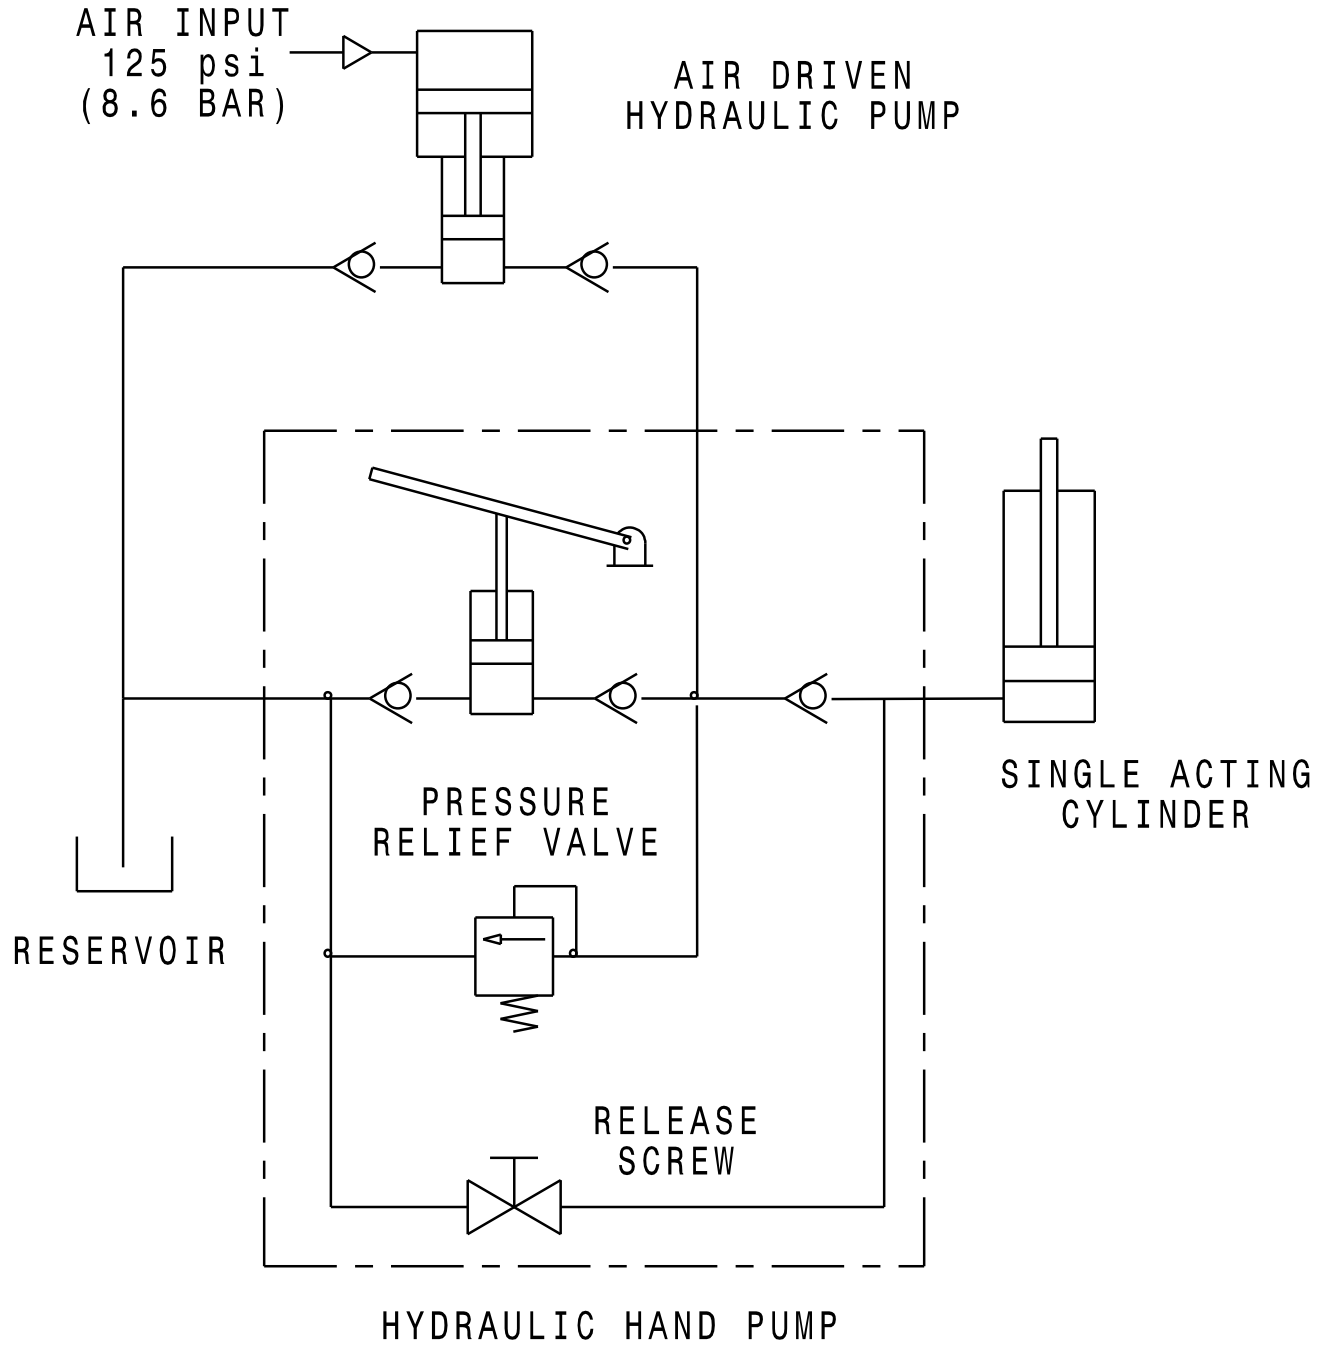 AIR INPUT
125 psi
(8.6 BAR)
AIR DRIVEN
HYDRAULIC PUMP
SINGLE ACTING
CYLINDER
PRESSURE
RELIEF VALVE
RESERVOIR
RELEASE
SCREW
HYDRAULIC HAND PUMP